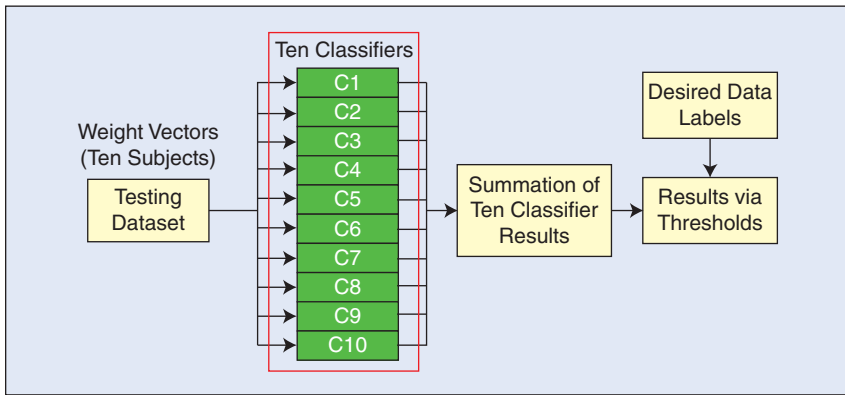 Ten Classifiers
Weight Vectors
(Ten Subjects)
Testing
Dataset
C1
C2
C3
C4
C5
C6
C7
C8
C9
C10
Summation of
Ten Classifier
Results
Desired Data
Labels
Results via
Thresholds